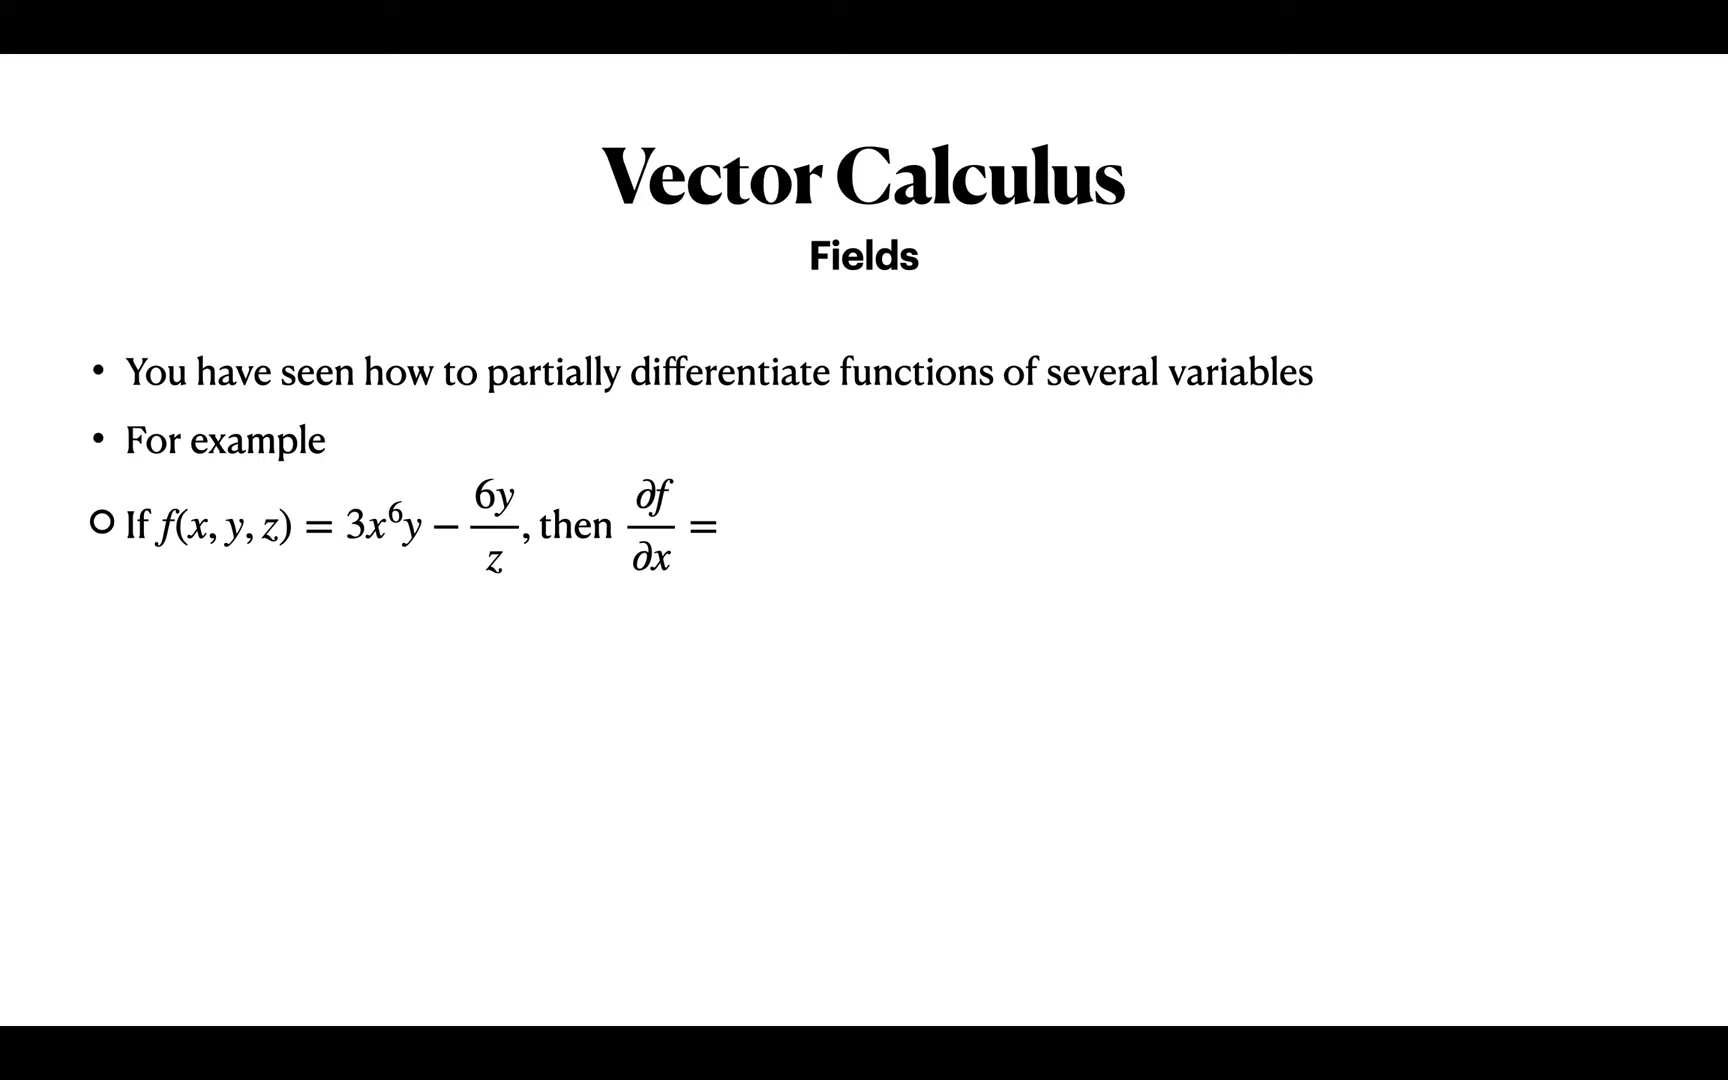 Vector Calculus
Fields
• You have seen how to partially differentiate functions of several variables
• For example
○ If f(x, y, z) = 3x⁶y − 6y/z, then ∂f/∂x =